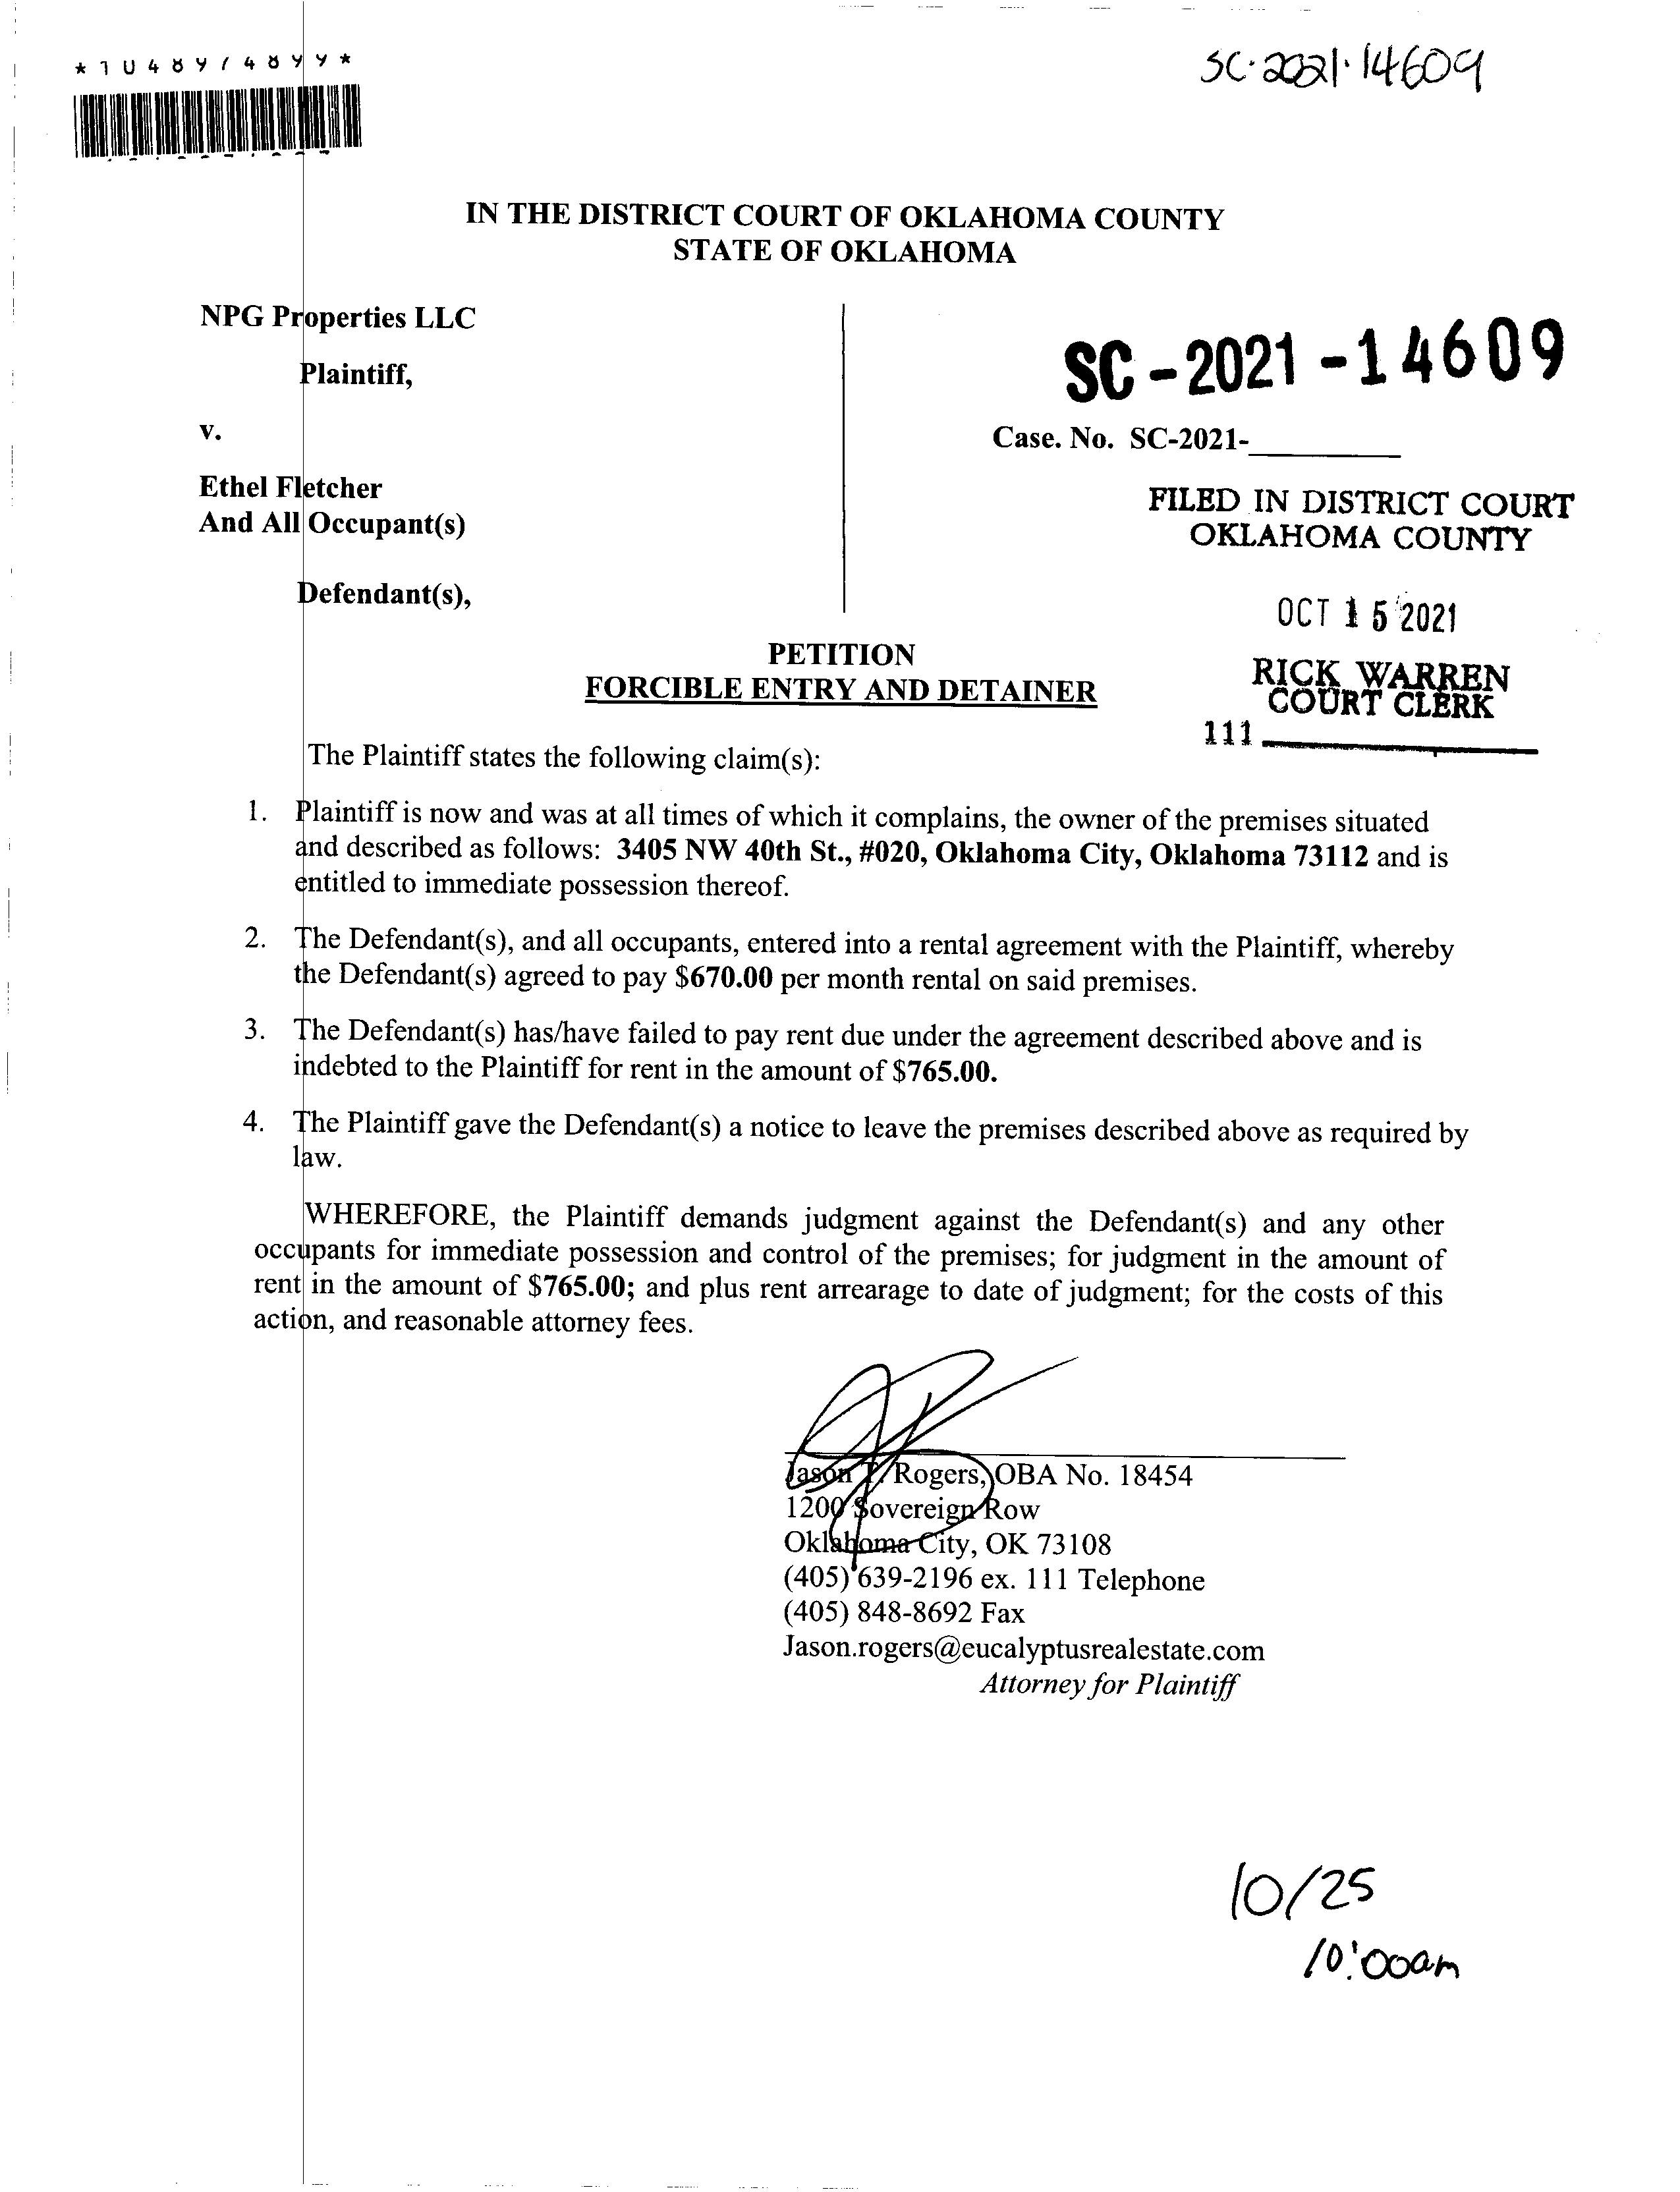 SC·2021·14609
IN THE DISTRICT COURT OF OKLAHOMA COUNTY
STATE OF OKLAHOMA
NPG Properties LLC
Plaintiff,
v.
Ethel Fletcher
And All Occupant(s)
Defendant(s),
SC-2021-14609
Case. No. SC-2021-________
FILED IN DISTRICT COURT
OKLAHOMA COUNTY
OCT 15 2021
RICK WARREN
COURT CLERK
111 ________
PETITION
FORCIBLE ENTRY AND DETAINER
The Plaintiff states the following claim(s):
1. Plaintiff is now and was at all times of which it complains, the owner of the premises situated
and described as follows: 3405 NW 40th St., #020, Oklahoma City, Oklahoma 73112 and is
entitled to immediate possession thereof.
2. The Defendant(s), and all occupants, entered into a rental agreement with the Plaintiff, whereby
the Defendant(s) agreed to pay $670.00 per month rental on said premises.
3. The Defendant(s) has/have failed to pay rent due under the agreement described above and is
indebted to the Plaintiff for rent in the amount of $765.00.
4. The Plaintiff gave the Defendant(s) a notice to leave the premises described above as required by
law.
WHEREFORE, the Plaintiff demands judgment against the Defendant(s) and any other
occupants for immediate possession and control of the premises; for judgment in the amount of
rent in the amount of $765.00; and plus rent arrearage to date of judgment; for the costs of this
action, and reasonable attorney fees.
Jason Rogers, OBA No. 18454
1200 Sovereign Row
Oklahoma City, OK 73108
(405) 639-2196 ex. 111 Telephone
(405) 848-8692 Fax
Jason.rogers@eucalyptusrealestate.com
Attorney for Plaintiff
10/25
10:00am